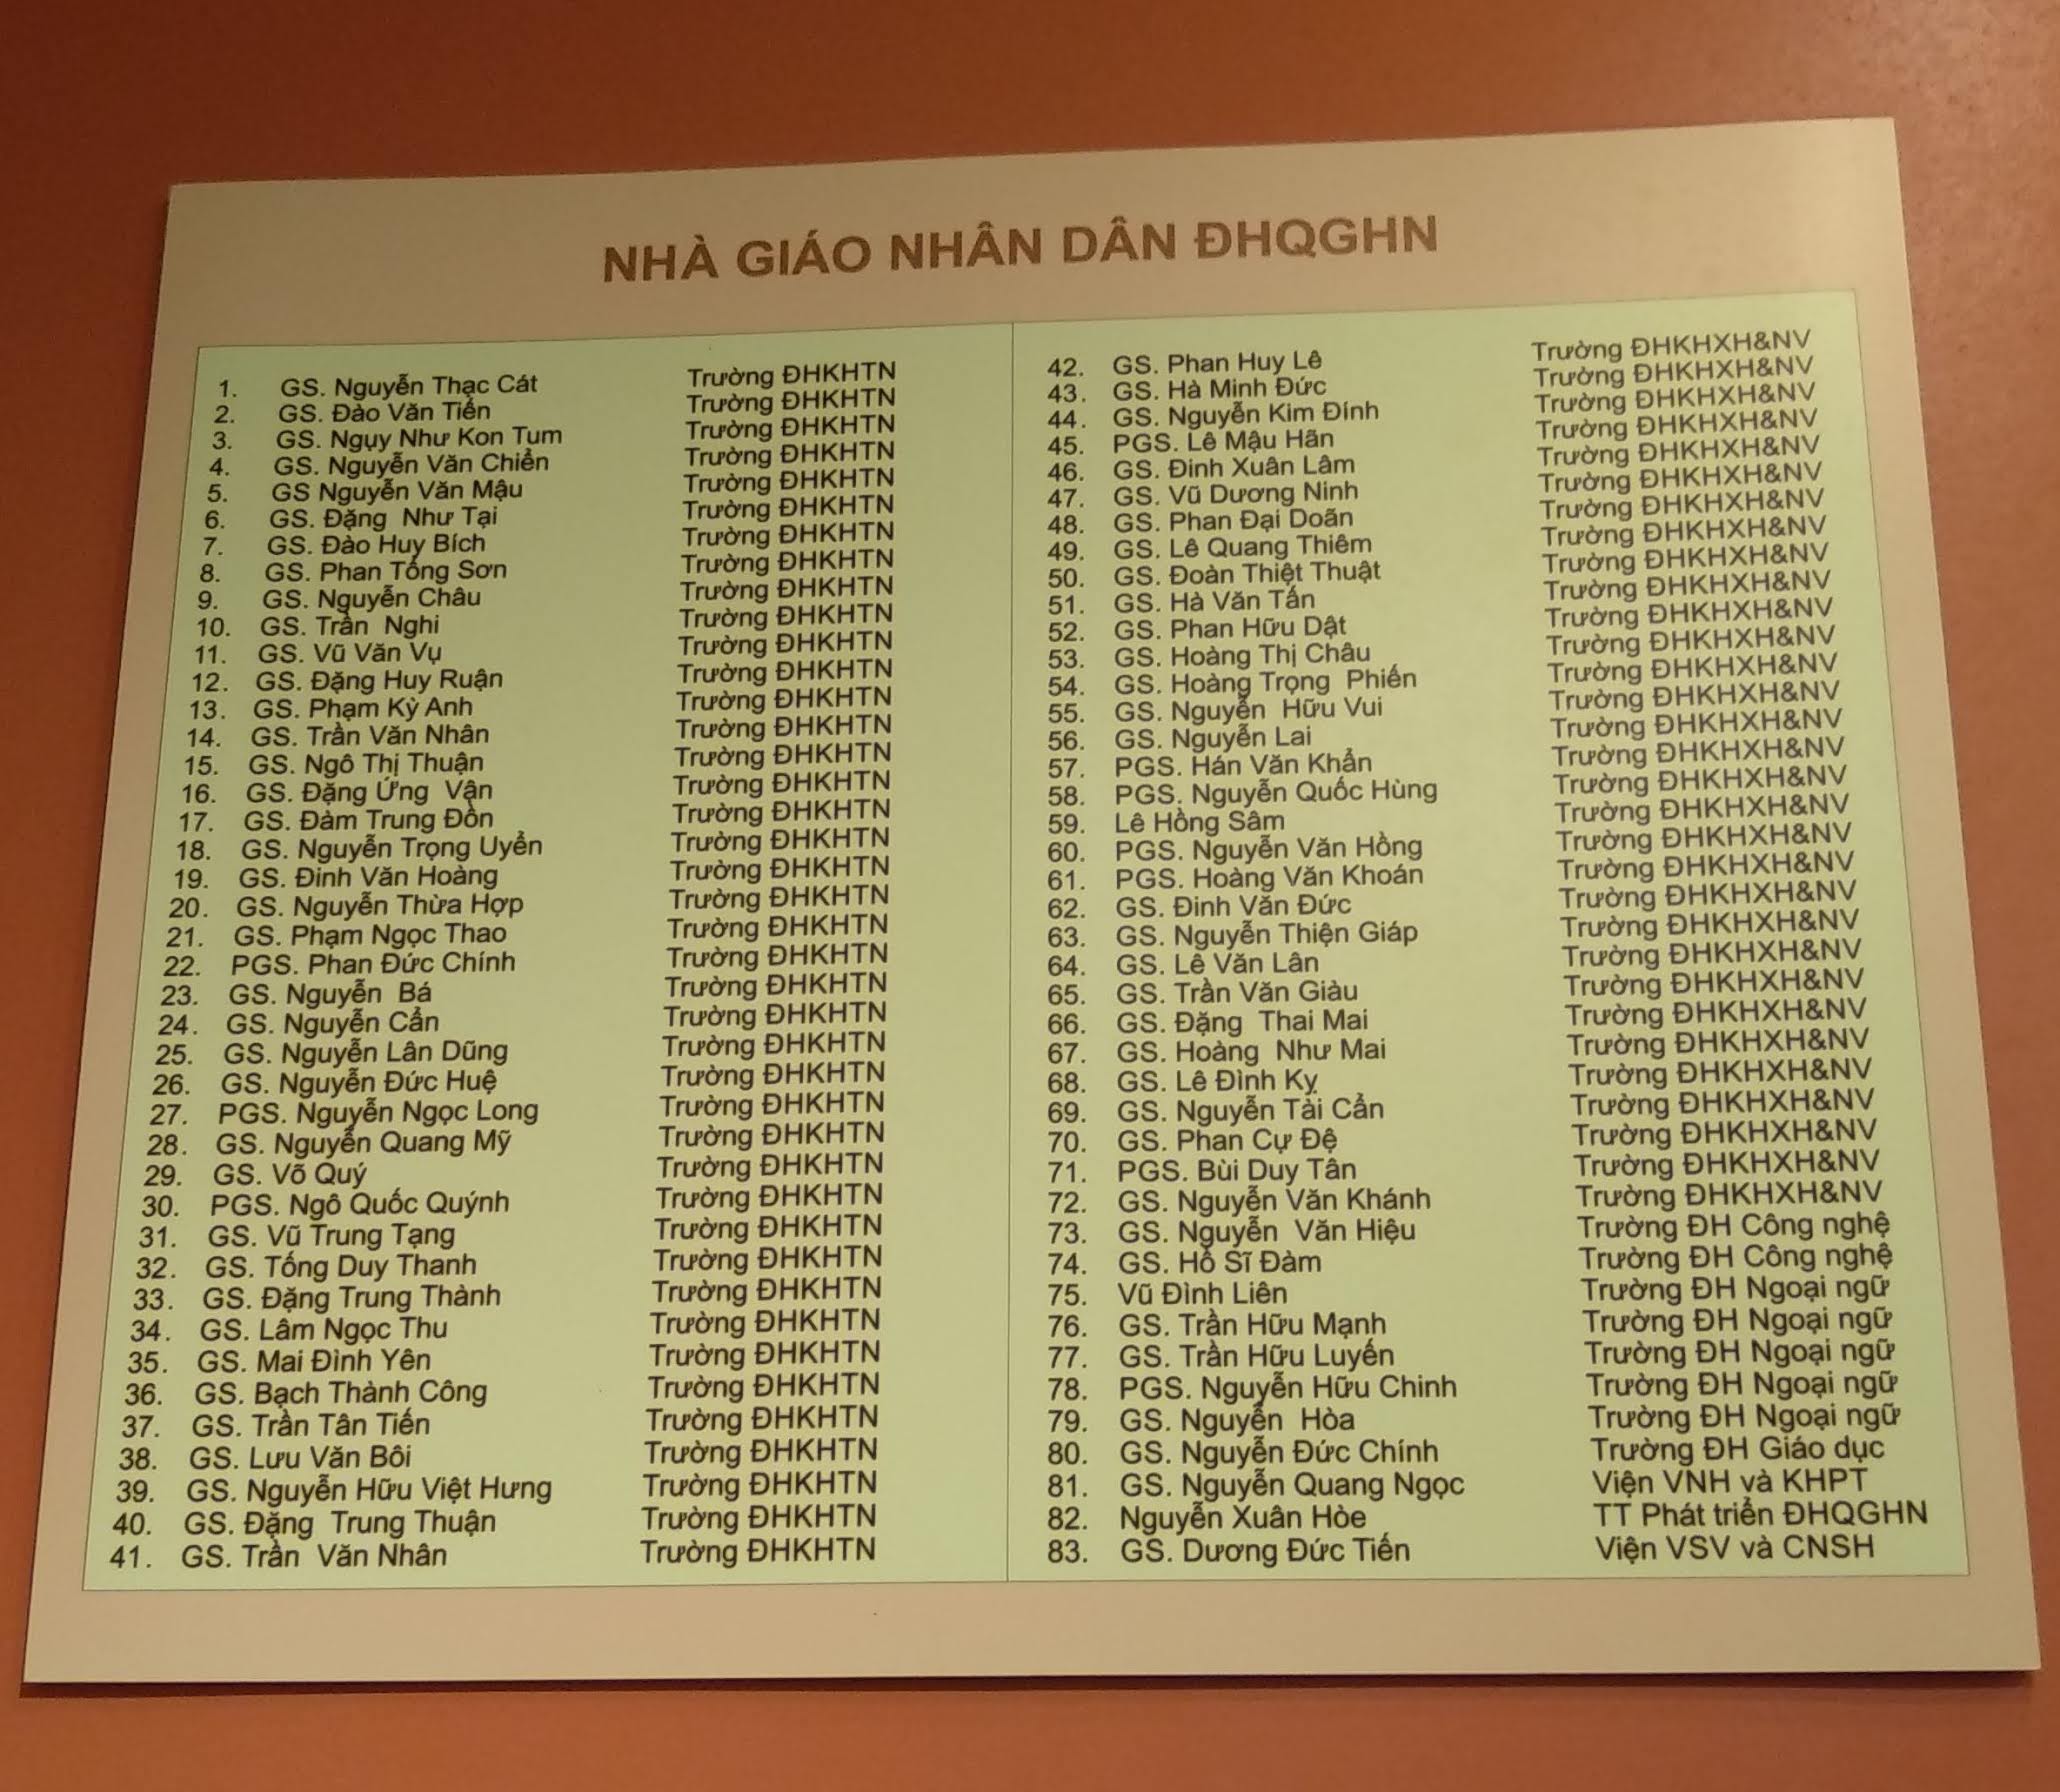 NHÀ GIÁO NHÂN DÂN ĐHQGHN
1. GS. Nguyễn Thạc Cát Trường ĐHKHTN
2. GS. Đào Văn Tiến Trường ĐHKHTN
3. GS. Ngụy Như Kon Tum Trường ĐHKHTN
4. GS. Nguyễn Văn Chiển Trường ĐHKHTN
5. GS Nguyễn Văn Mậu Trường ĐHKHTN
6. GS. Đặng Như Tại Trường ĐHKHTN
7. GS. Đào Huy Bích Trường ĐHKHTN
8. GS. Phan Tống Sơn Trường ĐHKHTN
9. GS. Nguyễn Châu Trường ĐHKHTN
10. GS. Trần Nghi Trường ĐHKHTN
11. GS. Vũ Văn Vụ Trường ĐHKHTN
12. GS. Đặng Huy Ruận Trường ĐHKHTN
13. GS. Phạm Kỳ Anh Trường ĐHKHTN
14. GS. Trần Văn Nhân Trường ĐHKHTN
15. GS. Ngô Thị Thuận Trường ĐHKHTN
16. GS. Đặng Ứng Vận Trường ĐHKHTN
17. GS. Đàm Trung Đồn Trường ĐHKHTN
18. GS. Nguyễn Trọng Uyển Trường ĐHKHTN
19. GS. Đinh Văn Hoàng Trường ĐHKHTN
20. GS. Nguyễn Thừa Hợp Trường ĐHKHTN
21. GS. Phạm Ngọc Thao Trường ĐHKHTN
22. PGS. Phan Đức Chính Trường ĐHKHTN
23. GS. Nguyễn Bá Trường ĐHKHTN
24. GS. Nguyễn Cẩn Trường ĐHKHTN
25. GS. Nguyễn Lân Dũng Trường ĐHKHTN
26. GS. Nguyễn Đức Huệ Trường ĐHKHTN
27. PGS. Nguyễn Ngọc Long Trường ĐHKHTN
28. GS. Nguyễn Quang Mỹ Trường ĐHKHTN
29. GS. Võ Quý Trường ĐHKHTN
30. PGS. Ngô Quốc Quýnh Trường ĐHKHTN
31. GS. Vũ Trung Tạng Trường ĐHKHTN
32. GS. Tống Duy Thanh Trường ĐHKHTN
33. GS. Đặng Trung Thành Trường ĐHKHTN
34. GS. Lâm Ngọc Thu Trường ĐHKHTN
35. GS. Mai Đình Yên Trường ĐHKHTN
36. GS. Bạch Thành Công Trường ĐHKHTN
37. GS. Trần Tân Tiến Trường ĐHKHTN
38. GS. Lưu Văn Bôi Trường ĐHKHTN
39. GS. Nguyễn Hữu Việt Hưng Trường ĐHKHTN
40. GS. Đặng Trung Thuận Trường ĐHKHTN
41. GS. Trần Văn Nhân Trường ĐHKHTN
42. GS. Phan Huy Lê Trường ĐHKHXH&NV
43. GS. Hà Minh Đức Trường ĐHKHXH&NV
44. GS. Nguyễn Kim Đính Trường ĐHKHXH&NV
45. PGS. Lê Mậu Hãn Trường ĐHKHXH&NV
46. GS. Đinh Xuân Lâm Trường ĐHKHXH&NV
47. GS. Vũ Dương Ninh Trường ĐHKHXH&NV
48. GS. Phan Đại Doãn Trường ĐHKHXH&NV
49. GS. Lê Quang Thiêm Trường ĐHKHXH&NV
50. GS. Đoàn Thiệt Thuật Trường ĐHKHXH&NV
51. GS. Hà Văn Tấn Trường ĐHKHXH&NV
52. GS. Phan Hữu Dật Trường ĐHKHXH&NV
53. GS. Hoàng Thị Châu Trường ĐHKHXH&NV
54. GS. Hoàng Trọng Phiến Trường ĐHKHXH&NV
55. GS. Nguyễn Hữu Vui Trường ĐHKHXH&NV
56. GS. Nguyễn Lai Trường ĐHKHXH&NV
57. PGS. Hán Văn Khẩn Trường ĐHKHXH&NV
58. PGS. Nguyễn Quốc Hùng Trường ĐHKHXH&NV
59. Lê Hồng Sâm Trường ĐHKHXH&NV
60. PGS. Nguyễn Văn Hồng Trường ĐHKHXH&NV
61. PGS. Hoàng Văn Khoán Trường ĐHKHXH&NV
62. GS. Đinh Văn Đức Trường ĐHKHXH&NV
63. GS. Nguyễn Thiện Giáp Trường ĐHKHXH&NV
64. GS. Lê Văn Lân Trường ĐHKHXH&NV
65. GS. Trần Văn Giàu Trường ĐHKHXH&NV
66. GS. Đặng Thai Mai Trường ĐHKHXH&NV
67. GS. Hoàng Như Mai Trường ĐHKHXH&NV
68. GS. Lê Đình Kỵ Trường ĐHKHXH&NV
69. GS. Nguyễn Tài Cẩn Trường ĐHKHXH&NV
70. GS. Phan Cự Đệ Trường ĐHKHXH&NV
71. PGS. Bùi Duy Tân Trường ĐHKHXH&NV
72. GS. Nguyễn Văn Khánh Trường ĐHKHXH&NV
73. GS. Nguyễn Văn Hiệu Trường ĐH Công nghệ
74. GS. Hồ Sĩ Đàm Trường ĐH Công nghệ
75. Vũ Đình Liên Trường ĐH Ngoại ngữ
76. GS. Trần Hữu Mạnh Trường ĐH Ngoại ngữ
77. GS. Trần Hữu Luyến Trường ĐH Ngoại ngữ
78. PGS. Nguyễn Hữu Chinh Trường ĐH Ngoại ngữ
79. GS. Nguyễn Hòa Trường ĐH Ngoại ngữ
80. GS. Nguyễn Đức Chính Trường ĐH Giáo dục
81. GS. Nguyễn Quang Ngọc Viện VNH và KHPT
82. Nguyễn Xuân Hòe TT Phát triển ĐHQGHN
83. GS. Dương Đức Tiến Viện VSV và CNSH